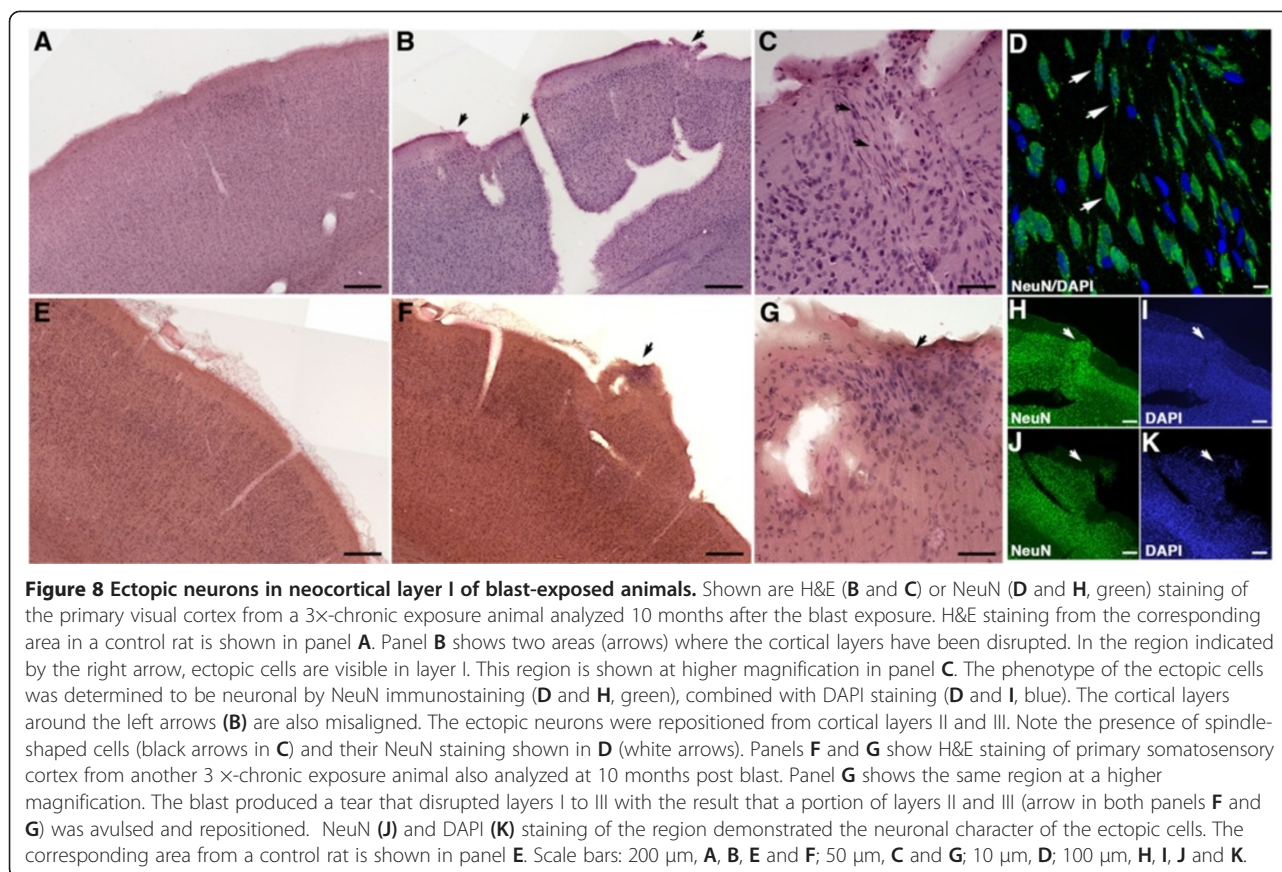 A
B
C
D
NeuN/DAPI
E
F
G
H
I
NeuN
DAPI
J
K
NeuN
DAPI
Figure 8 Ectopic neurons in neocortical layer I of blast-exposed animals. Shown are H&E (B and C) or NeuN (D and H, green) staining of
the primary visual cortex from a 3×-chronic exposure animal analyzed 10 months after the blast exposure. H&E staining from the corresponding
area in a control rat is shown in panel A. Panel B shows two areas (arrows) where the cortical layers have been disrupted. In the region indicated
by the right arrow, ectopic cells are visible in layer I. This region is shown at higher magnification in panel C. The phenotype of the ectopic cells
was determined to be neuronal by NeuN immunostaining (D and H, green), combined with DAPI staining (D and I, blue). The cortical layers
around the left arrows (B) are also misaligned. The ectopic neurons were repositioned from cortical layers II and III. Note the presence of spindle-
shaped cells (black arrows in C) and their NeuN staining shown in D (white arrows). Panels F and G show H&E staining of primary somatosensory
cortex from another 3 ×-chronic exposure animal also analyzed at 10 months post blast. Panel G shows the same region at a higher
magnification. The blast produced a tear that disrupted layers I to III with the result that a portion of layers II and III (arrow in both panels F and
G) was avulsed and repositioned. NeuN (J) and DAPI (K) staining of the region demonstrated the neuronal character of the ectopic cells. The
corresponding area from a control rat is shown in panel E. Scale bars: 200 μm, A, B, E and F; 50 μm, C and G; 10 μm, D; 100 μm, H, I, J and K.